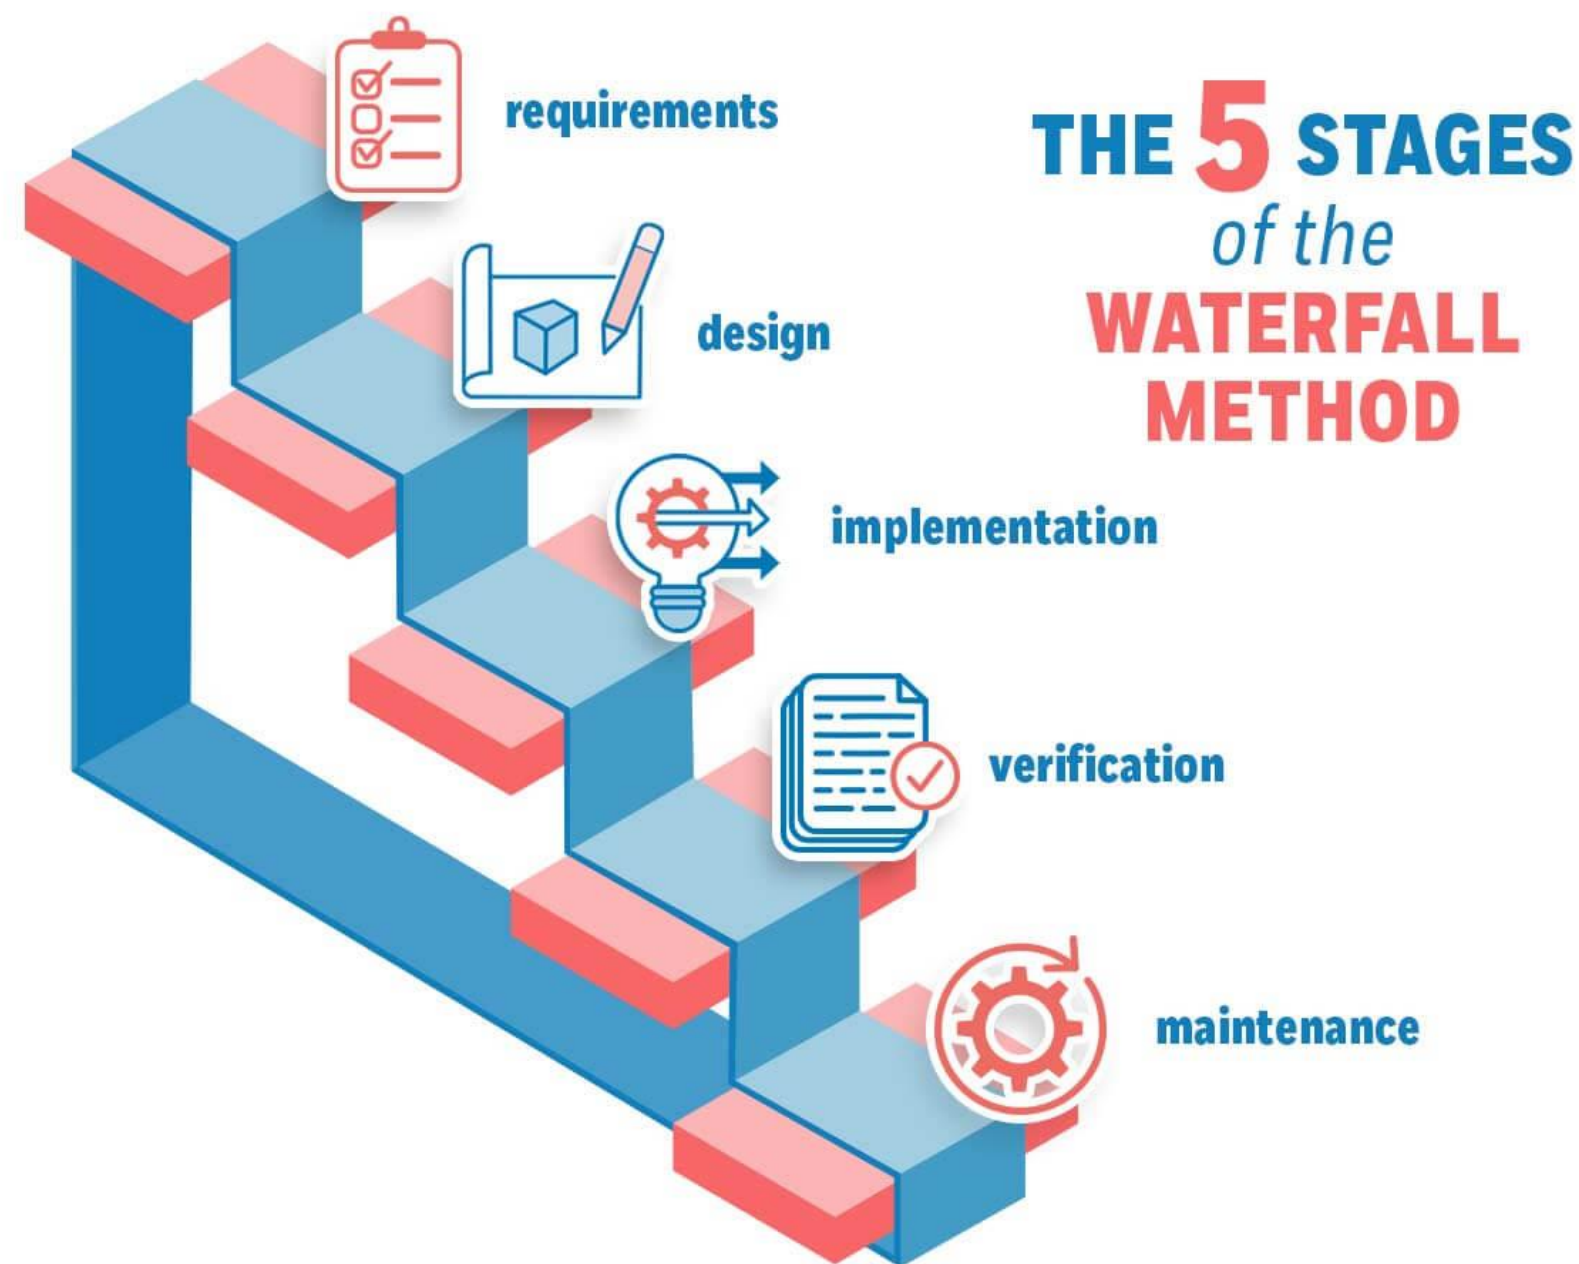 THE 5 STAGES
of the
WATERFALL
METHOD
requirements
design
implementation
verification
maintenance